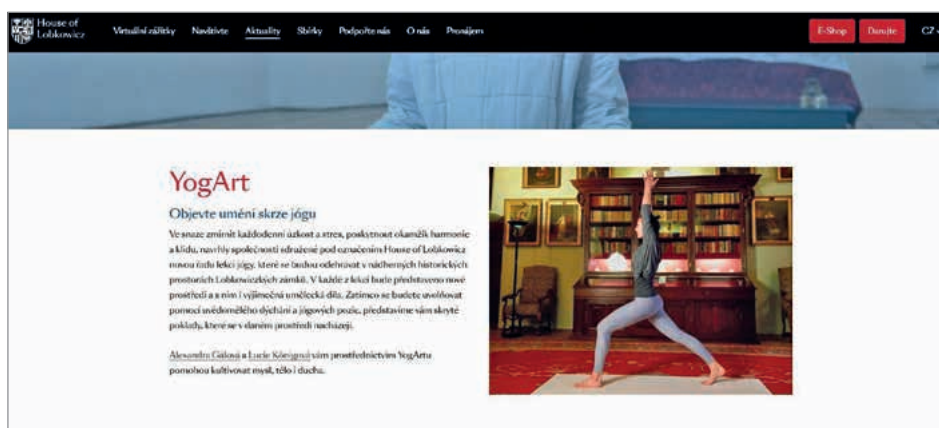 House of
Lobkowicz
Virtuální zážitky Navštivte Aktuality Sbírky Podpořte nás O nás Pronájem E-Shop Darujte CZ
YogArt
Objevte umění skrze jógu
Ve snaze zmírnit každodenní úzkost a stres, poskytnout okamžik harmonie
a klidu, navrhly společnosti sdružené pod označením House of Lobkowicz
novou řadu lekcí jógy, které se budou odehrávat v nádherných historických
prostorách Lobkowiczkých zámků. V každé z lekcí bude představeno nové
prostředí a s ním i výjimečná umělecká díla. Zatímco se budete uvolňovat
pomocí uvědomělého dýchání a jógových pozic, představíme vám skryté
poklady, které se v daném prostředí nacházejí.
Alexandra Gálová a Lucie Königová vám prostřednictvím YogArtu
pomohou kultivovat mysl, tělo i ducha.